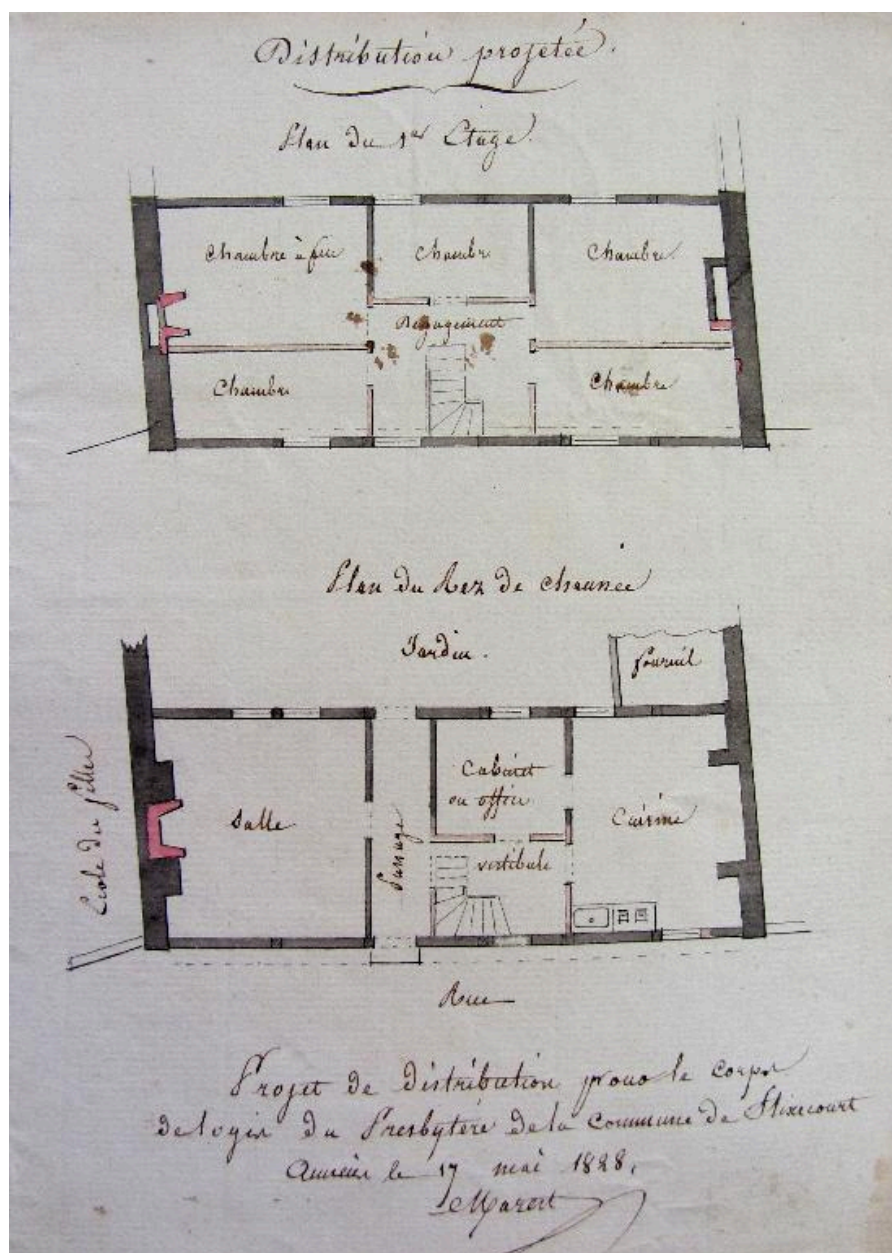 Distribution projetée.
Plan du 1er Etage.
Chambre à feu
Chambre
Chambre.
Dégagement
Chambre
Chambre
Plan du Rez de chaussée
Jardin.
fournil
Ecole des filles
Salle
Passage
Cabinet
ou office
Cuisine
vestibule
Rue
Projet de distribution pour le corps
de logis du Presbytère de la Commune de Flixecourt
Amiens le 17 mai 1828.